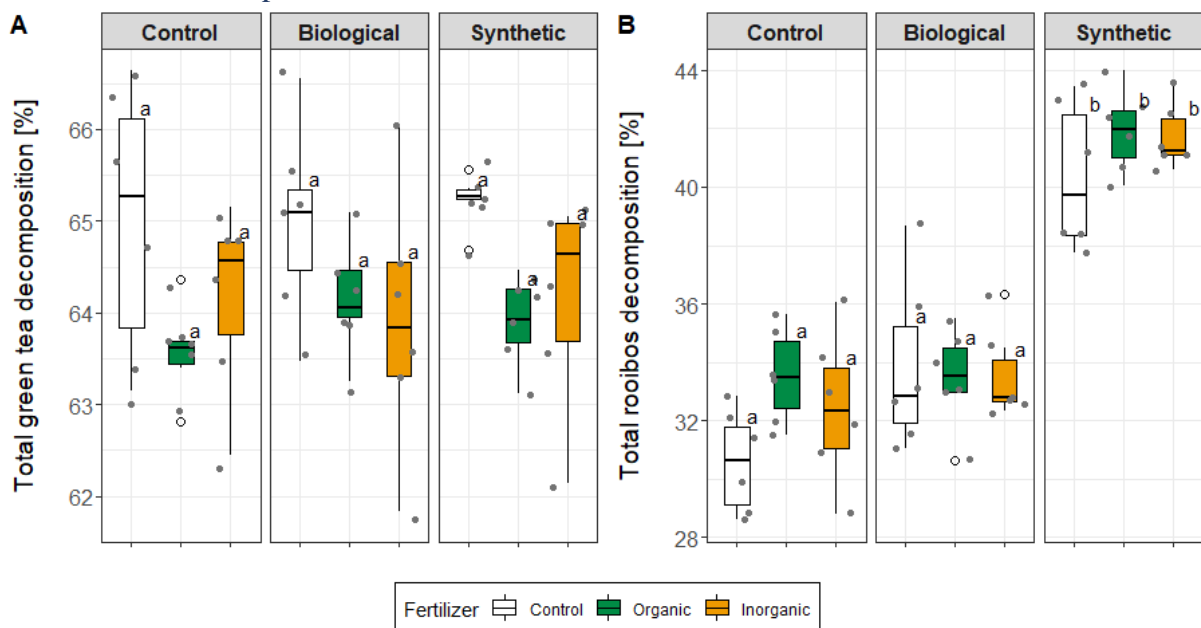 A
Control
Biological
Synthetic
Total green tea decomposition [%]
66
65
64
63
62
a
a
a
a
a
a
a
a
a
B
Control
Biological
Synthetic
Total rooibos decomposition [%]
44
40
36
32
28
a
a
a
a
a
a
b
b
b
Fertilizer Control Organic Inorganic